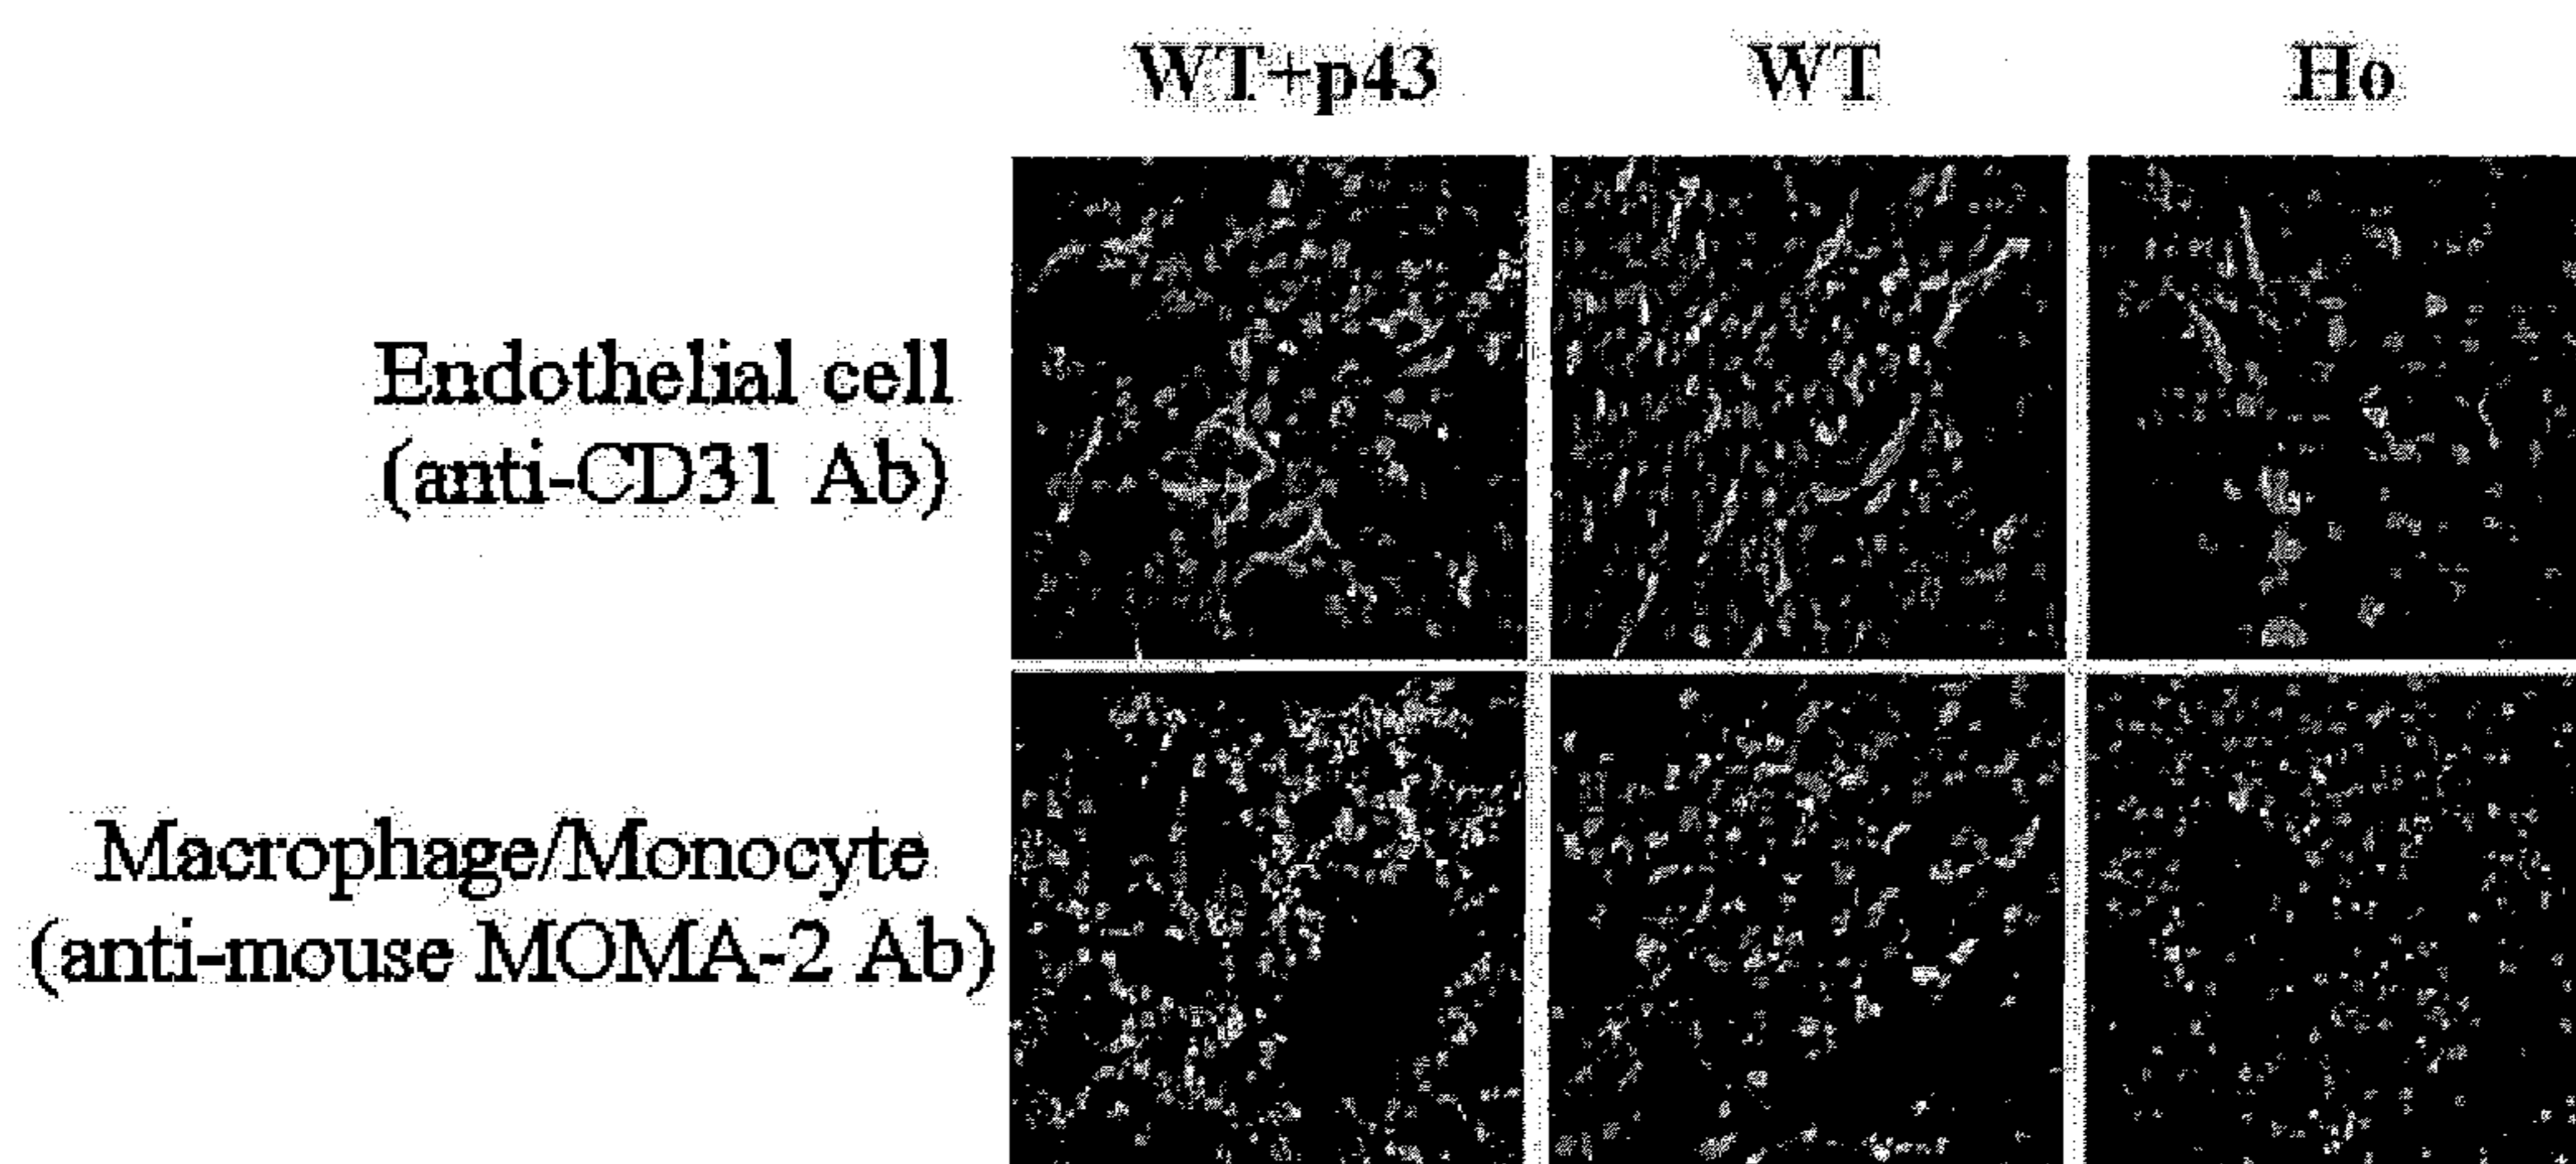 WT+p43 WT Ho
Endothelial cell
(anti-CD31 Ab)
Macrophage/Monocyte
(anti-mouse MOMA-2 Ab)